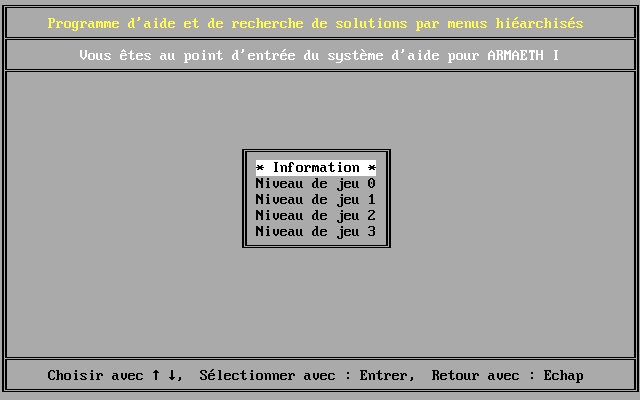 Programme d'aide et de recherche de solutions par menus hiéarchisés
Vous êtes au point d'entrée du système d'aide pour ARMAETH I
* Information *
Niveau de jeu 0
Niveau de jeu 1
Niveau de jeu 2
Niveau de jeu 3
Choisir avec ↑ ↓, Sélectionner avec : Entrer, Retour avec : Echap